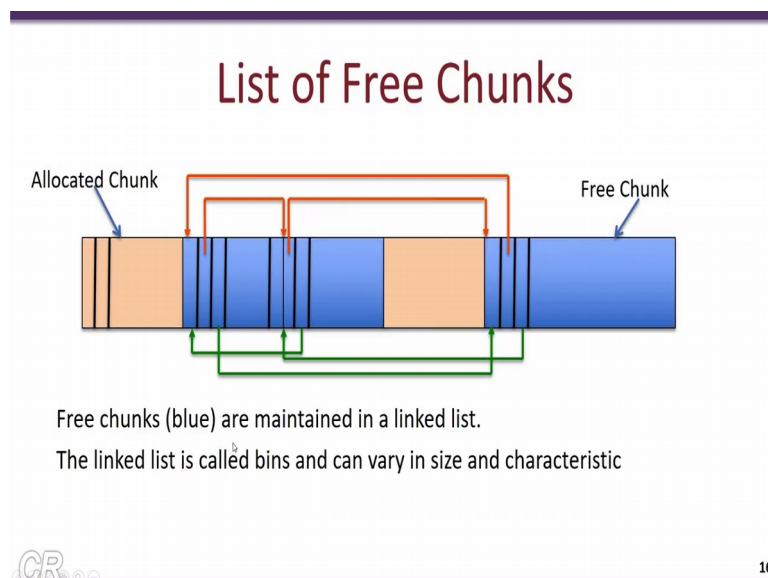 List of Free Chunks
Allocated Chunk
Free Chunk
Free chunks (blue) are maintained in a linked list.
The linked list is called bins and can vary in size and characteristic
CR